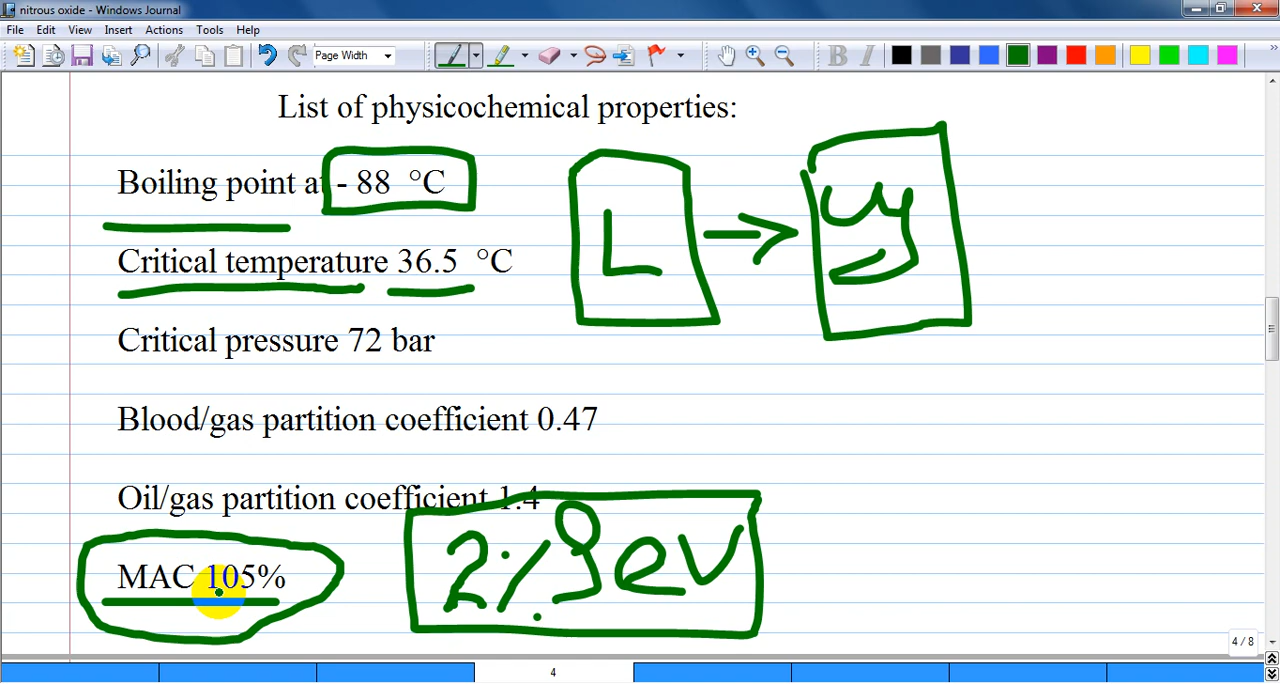 nitrous oxide - Windows Journal
File Edit View Insert Actions Tools Help
Page Width
List of physicochemical properties:
Boiling point at - 88 °C
L
Critical temperature 36.5 °C
Critical pressure 72 bar
Blood/gas partition coefficient 0.47
Oil/gas partition coefficient 1.4
MAC 105%
2% Sev
4 / 8
4